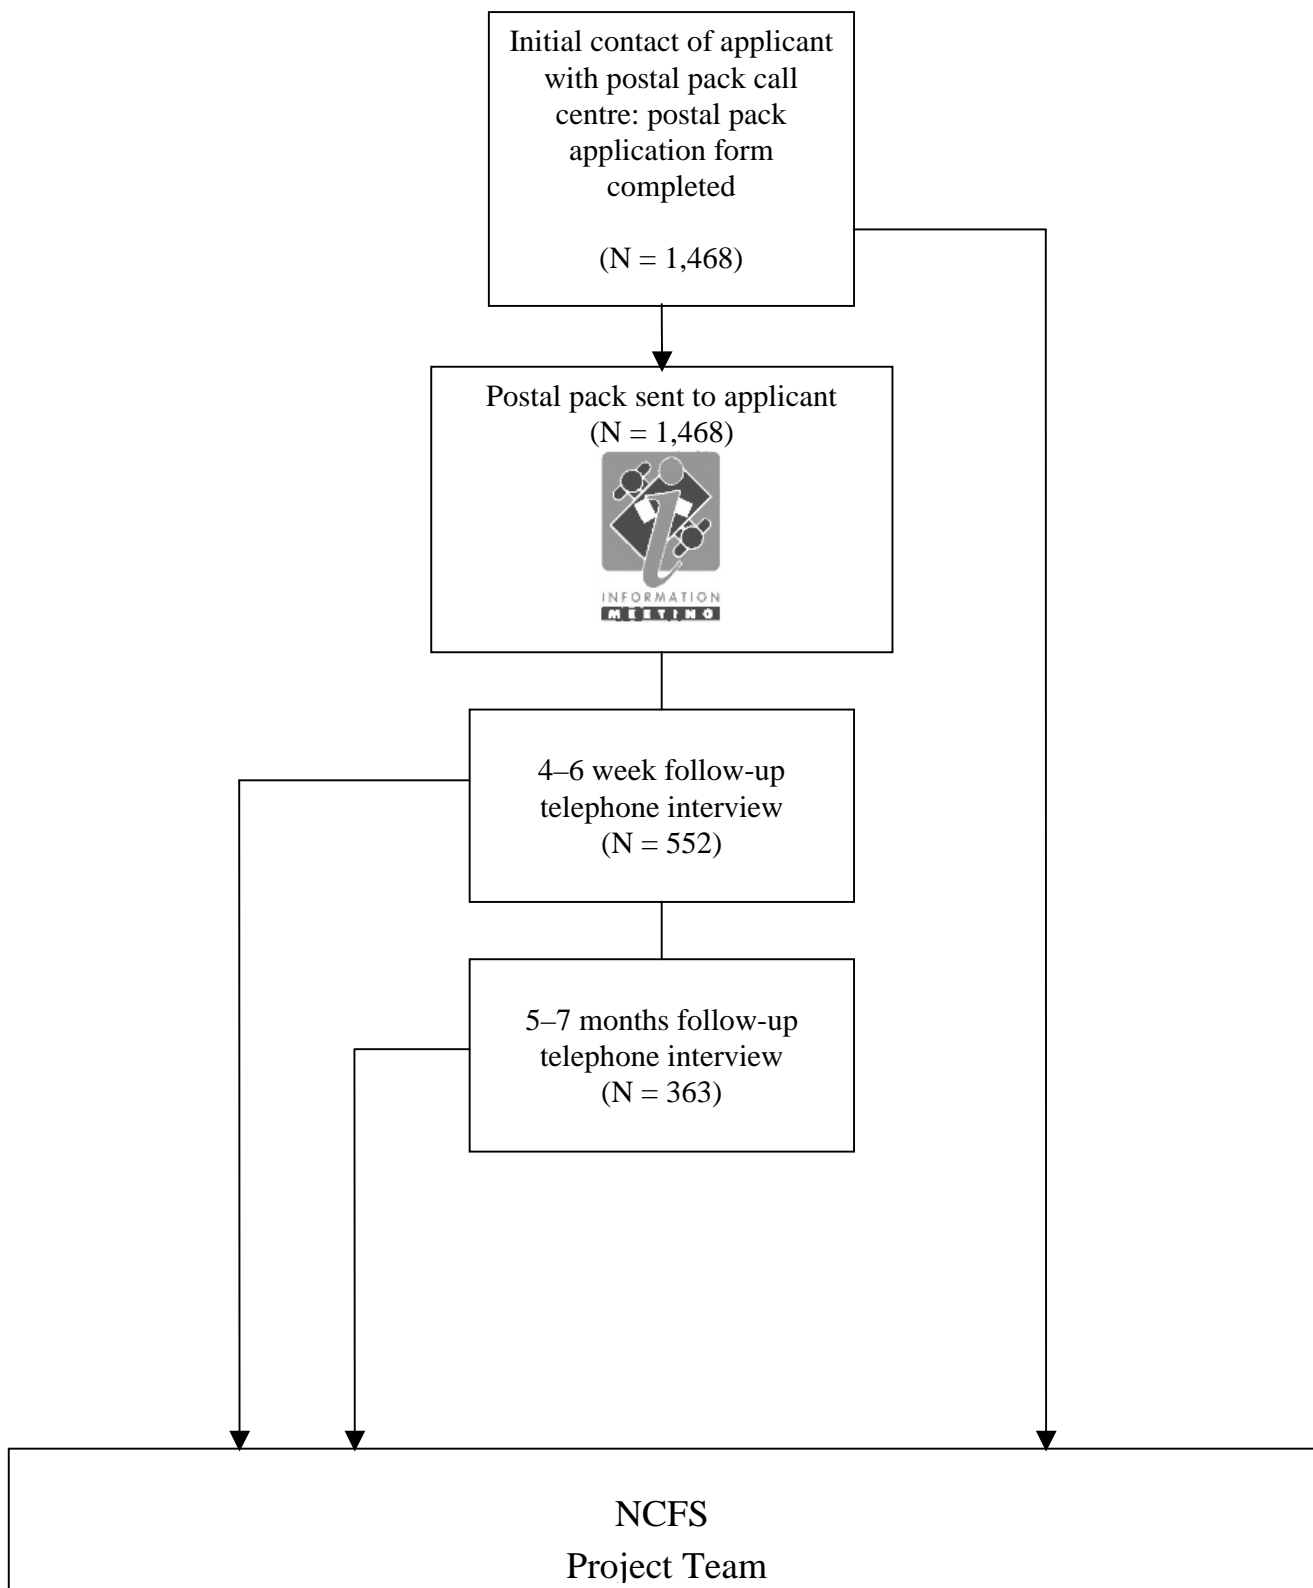 Initial contact of applicant
with postal pack call
centre: postal pack
application form
completed
(N = 1,468)
Postal pack sent to applicant
(N = 1,468)
INFORMATION
MEETING
4–6 week follow-up
telephone interview
(N = 552)
5–7 months follow-up
telephone interview
(N = 363)
NCFS
Project Team